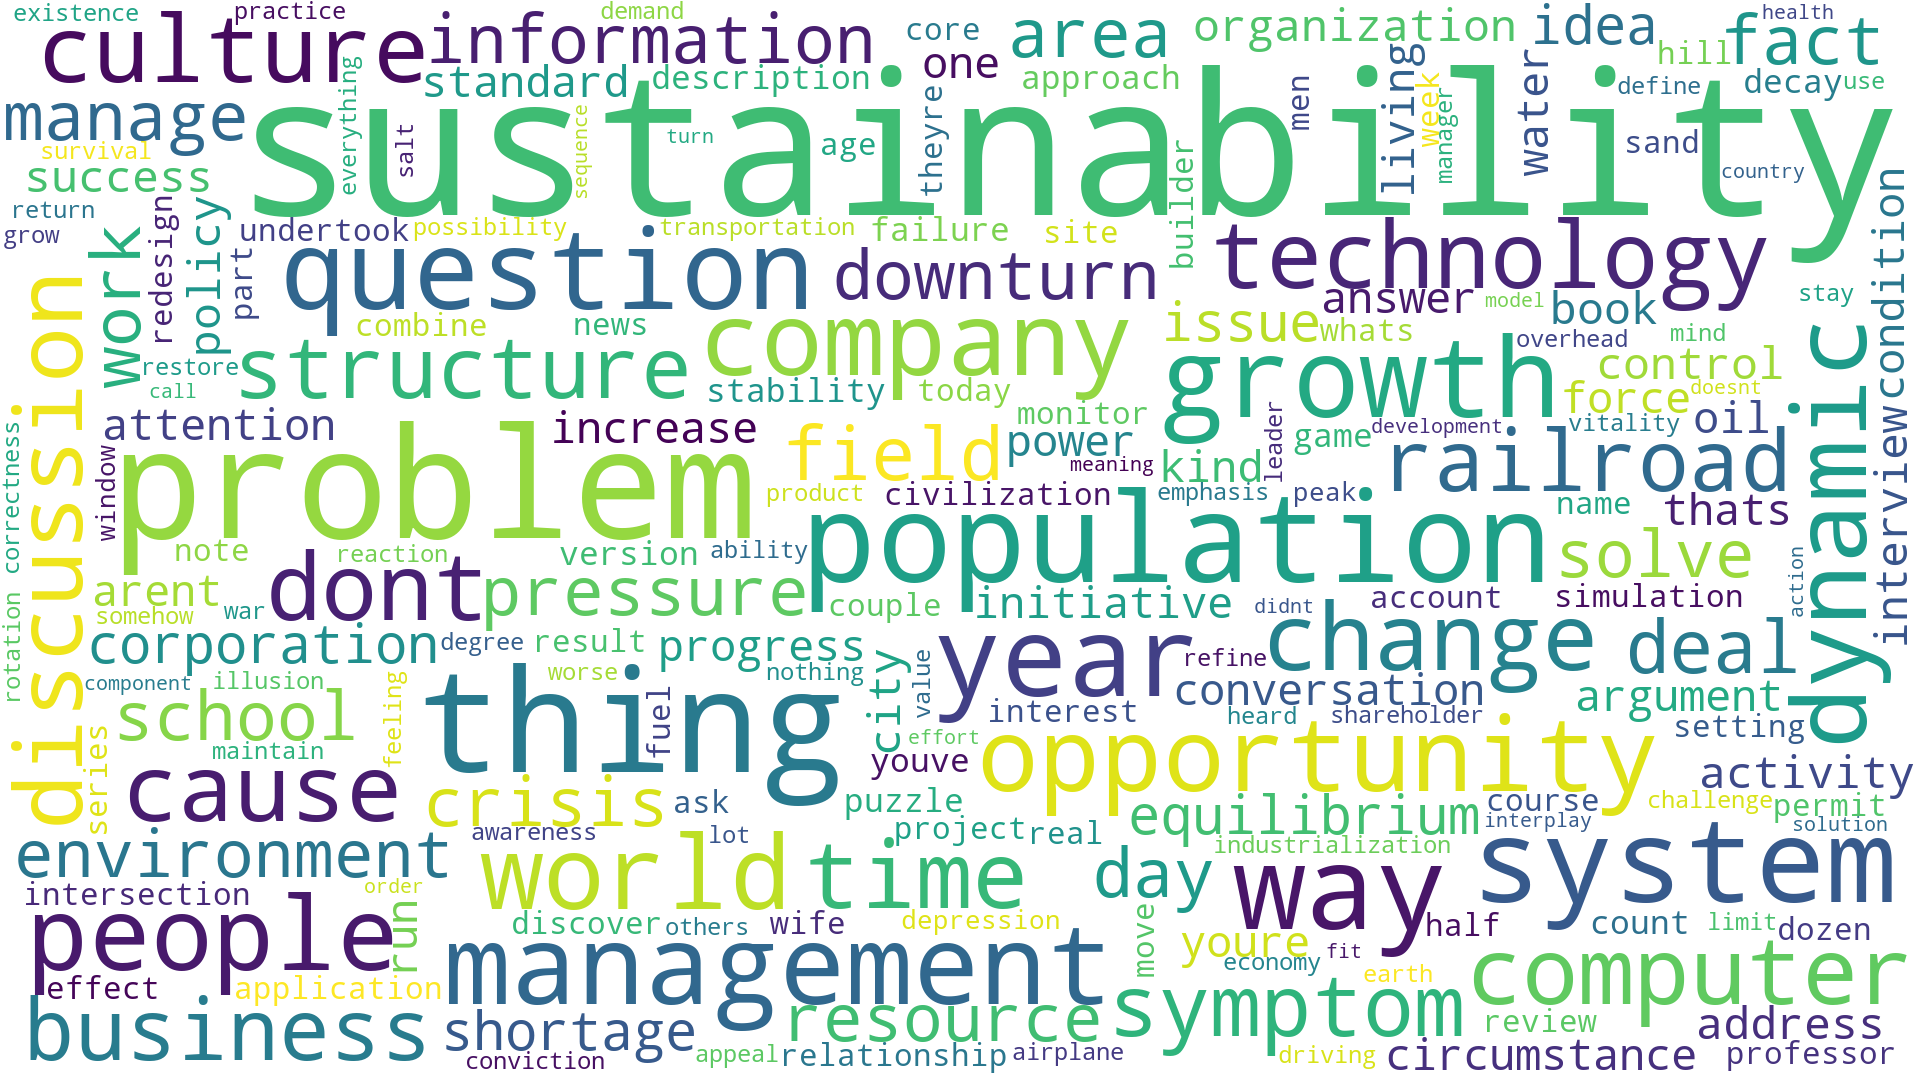 existence
practice
demand
health
culture
information
core
area
organization
idea
fact
hill
standard
description
one
approach
living
water
define
decay
use
manage
everything
sustainability
men
week
manager
survival
salt
sequence
turn
age
theyre
sand
success
builder
country
condition
return
grow
redesign
policy
work
undertook
possibility
transportation
failure
site
part
question
downturn
technology
answer
model
book
stay
discussion
combine
news
company
issue
whats
overhead
mind
structure
growth
control
dynamic
restore
call
stability
today
force
doesnt
attention
increase
monitor
leader
game
development
vitality
oil
correctness
window
problem
field
power
meaning
kind
railroad
interview
product
civilization
emphasis
peak
name
thats
note
reaction
version
ability
population
solve
arent
dont
pressure
action
somehow
war
couple
initiative
didnt
account
simulation
rotation
corporation
degree
result
progress
year
refine
change
deal
component
illusion
worse
nothing
city
value
conversation
argument
school
feeling
thing
fuel
interest
heard
shareholder
setting
maintain
effort
series
cause
youve
opportunity
activity
crisis
ask
puzzle
equilibrium
course
challenge
permit
environment
awareness
lot
project
real
interplay
solution
world
time
day
industrialization
system
intersection
order
way
people
run
discover
others
wife
depression
move
youre
half
count
limit
dozen
management
economy
fit
effect
application
earth
computer
business
shortage
resource
symptom
review
address
conviction
appeal
relationship
airplane
driving
circumstance
professor